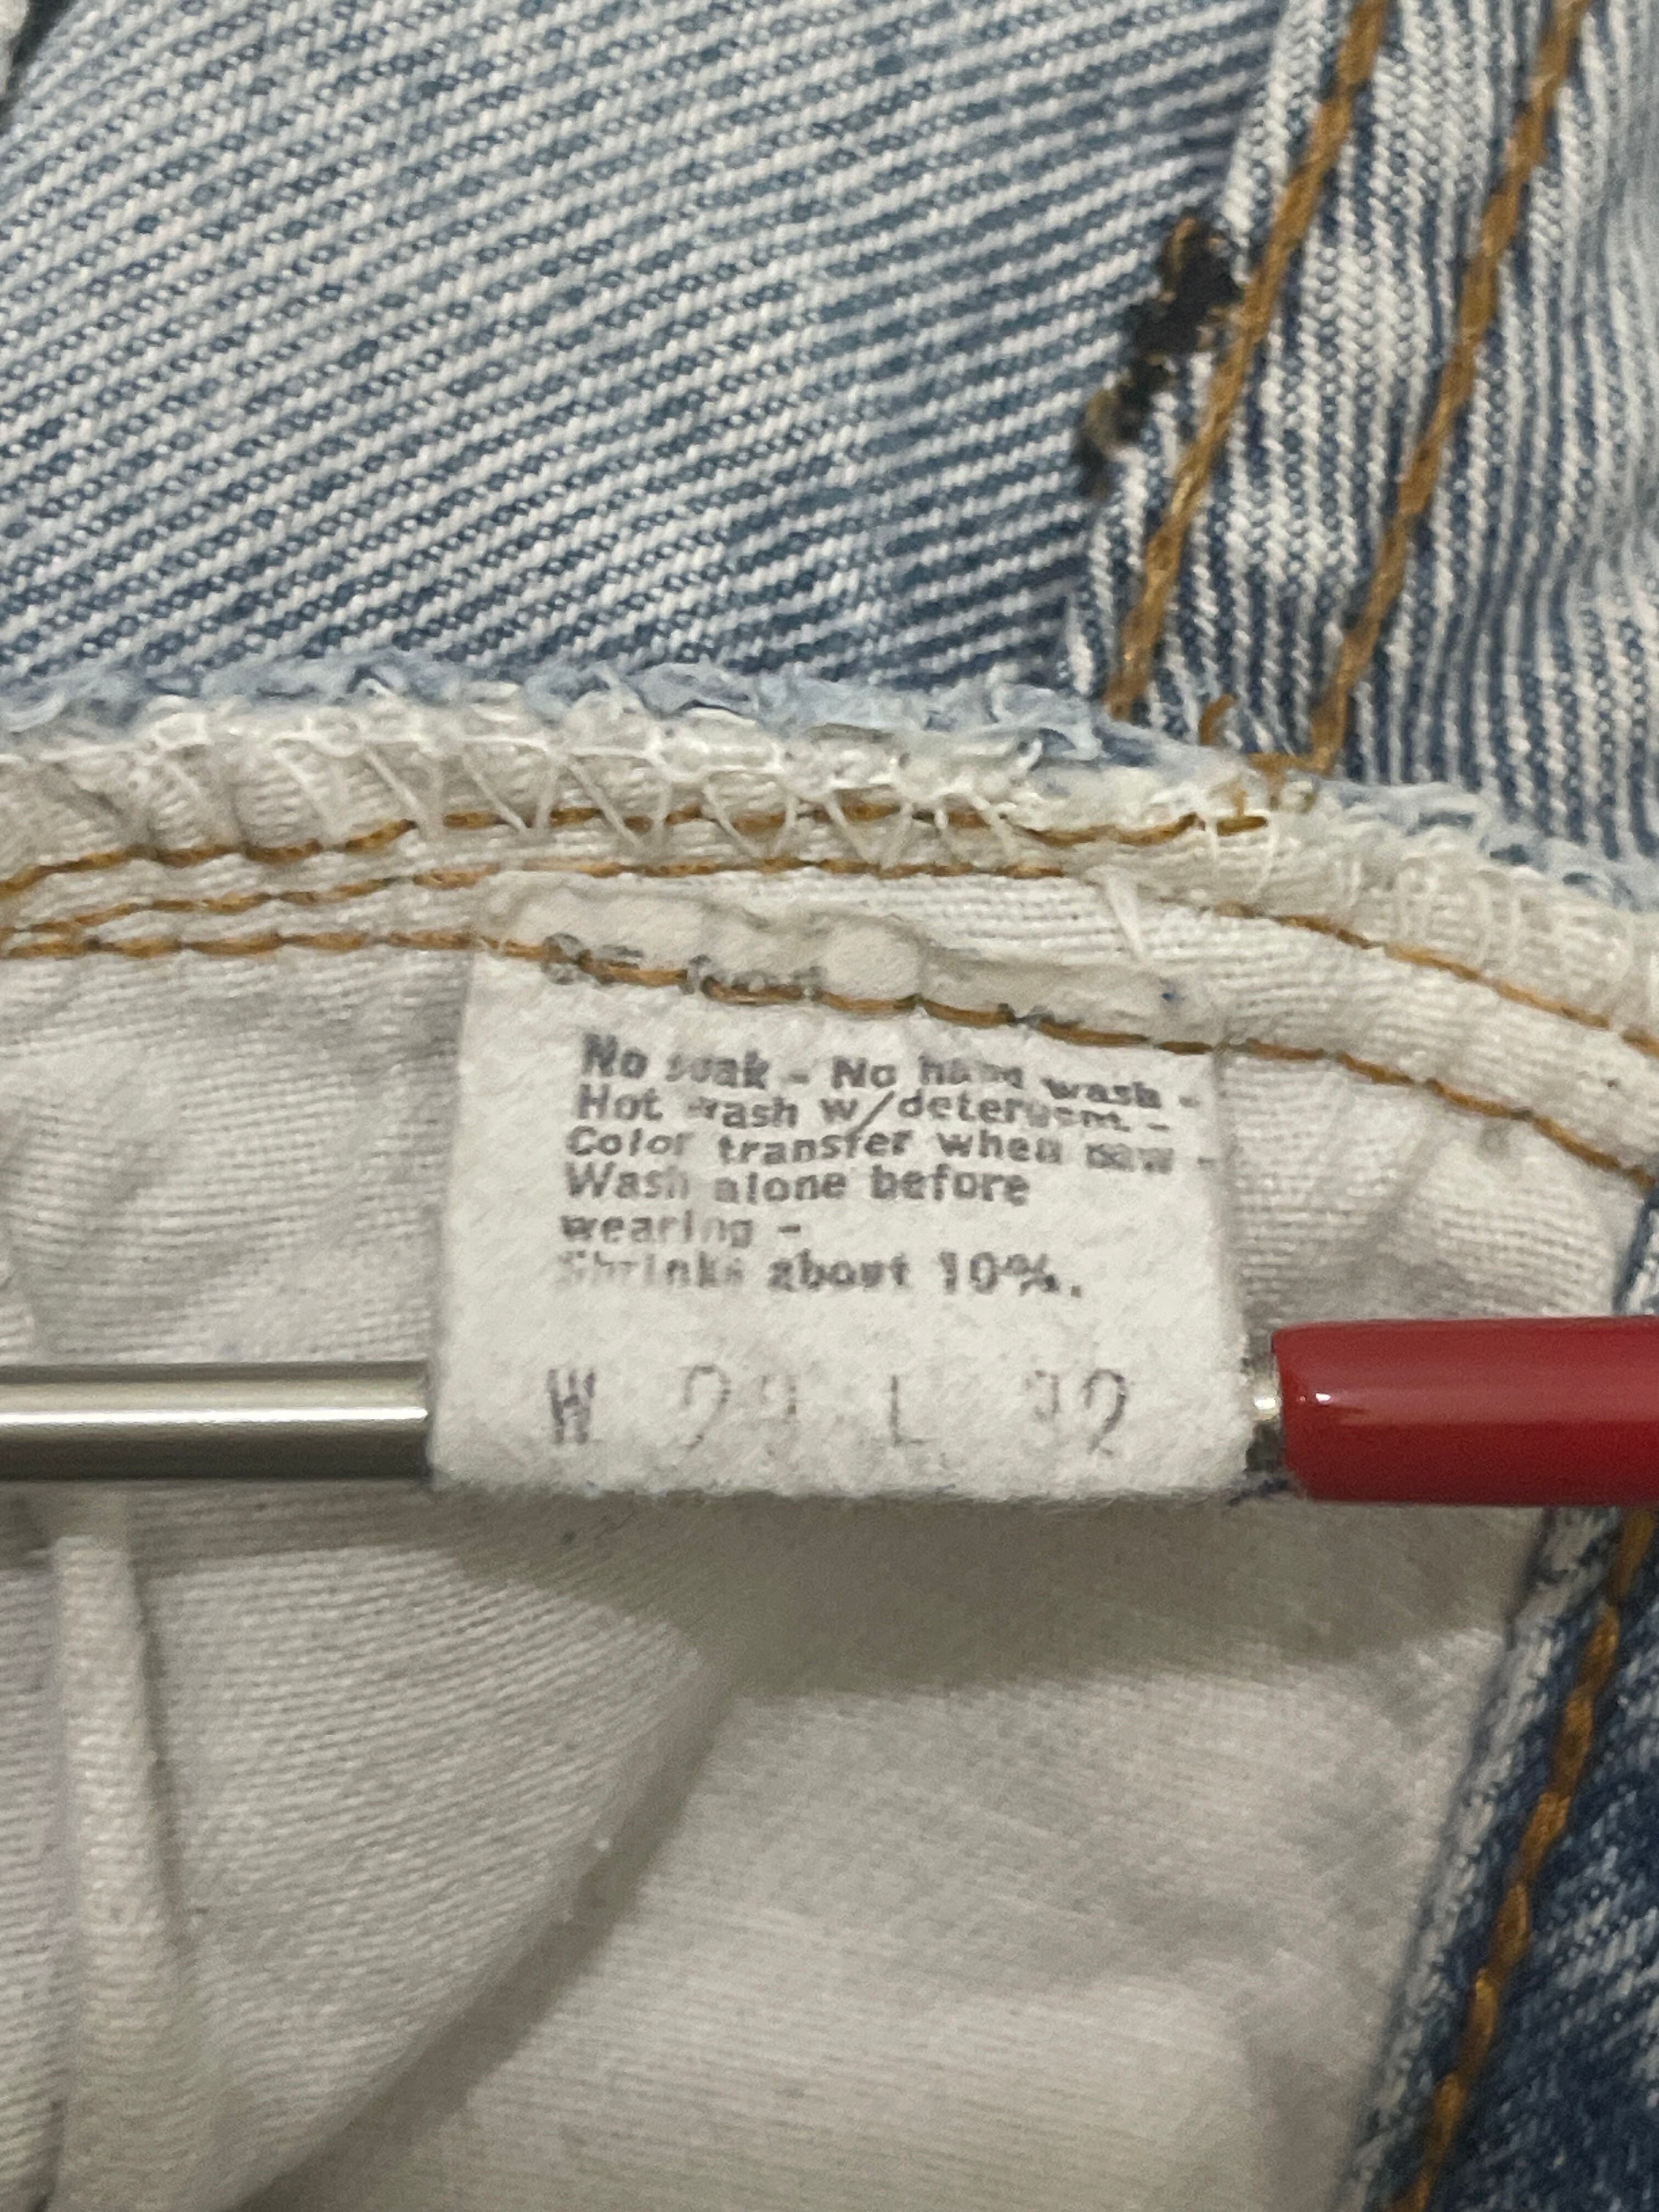 No soak - No hand wash -
Hot wash w/detergent -
Color transfer when new -
Wash alone before
wearing -
Shrinks about 10%.
W 29 L 32